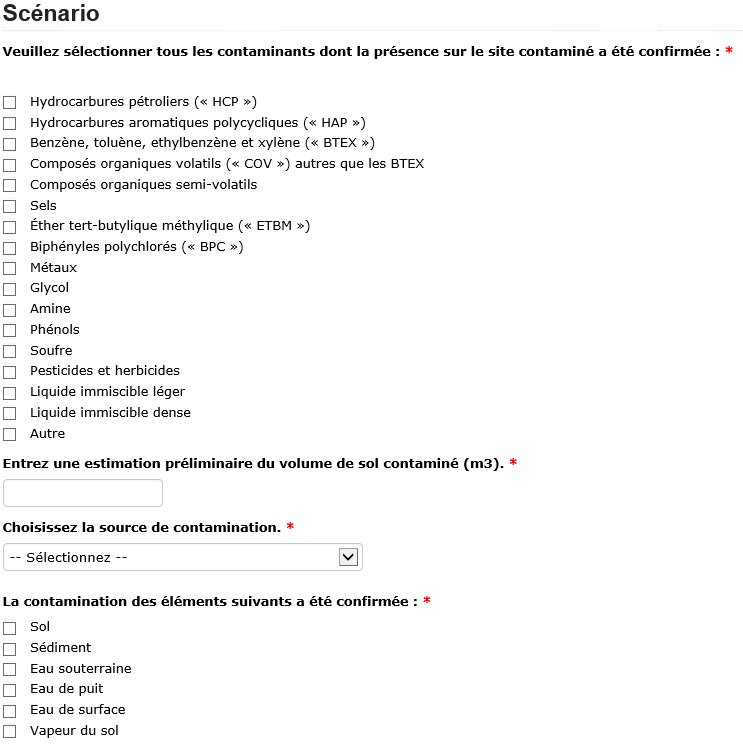 Scénario
Veuillez sélectionner tous les contaminants dont la présence sur le site contaminé a été confirmée : *
Hydrocarbures pétroliers (« HCP »)
Hydrocarbures aromatiques polycycliques (« HAP »)
Benzène, toluène, ethylbenzène et xylène (« BTEX »)
Composés organiques volatils (« COV ») autres que les BTEX
Composés organiques semi-volatils
Sels
Éther tert-butylique méthylique (« ETBM »)
Biphényles polychlorés (« BPC »)
Métaux
Glycol
Amine
Phénols
Soufre
Pesticides et herbicides
Liquide immiscible léger
Liquide immiscible dense
Autre
Entrez une estimation préliminaire du volume de sol contaminé (m3). *
Choisissez la source de contamination. *
-- Sélectionnez --
La contamination des éléments suivants a été confirmée : *
Sol
Sédiment
Eau souterraine
Eau de puit
Eau de surface
Vapeur du sol